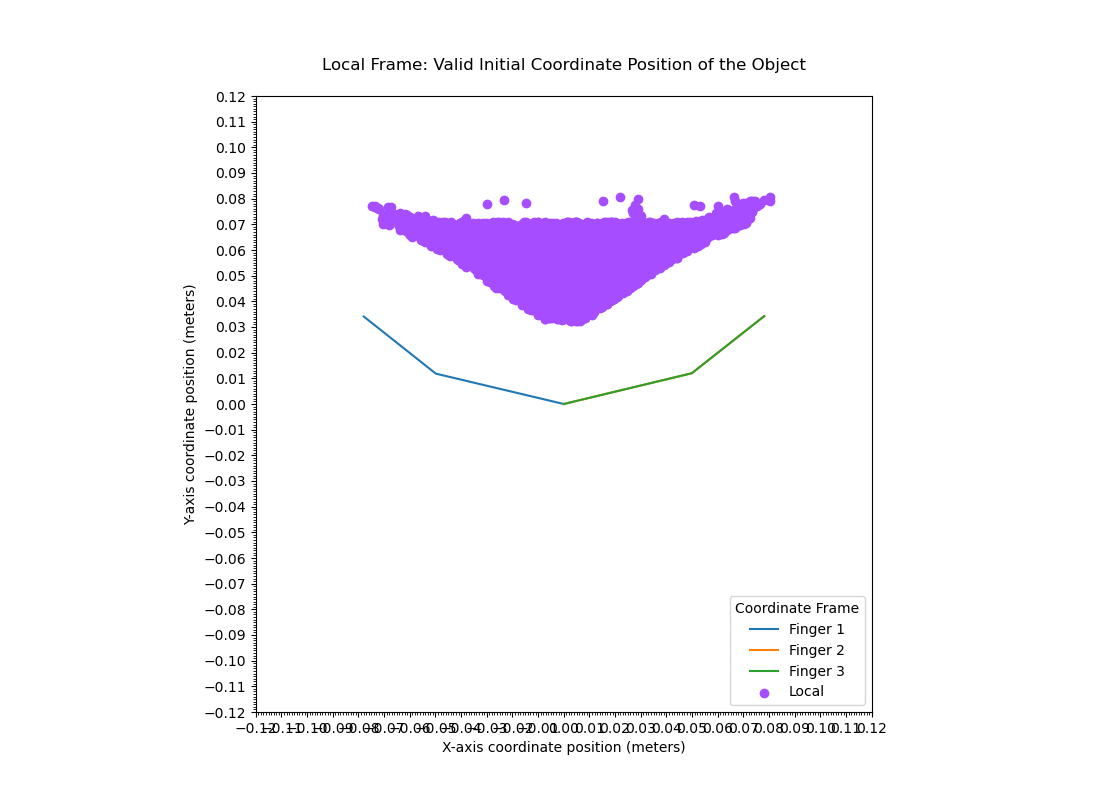 Local Frame: Valid Initial Coordinate Position of the Object
0.12
0.11
0.10
0.09
0.08
0.07
0.06
0.05
0.04
0.03
0.02
0.01
0.00
−0.01
−0.02
−0.03
−0.04
−0.05
−0.06
−0.07
−0.08
−0.09
−0.10
−0.11
−0.12
Y-axis coordinate position (meters)
−0.12−0.11−0.10−0.09−0.08−0.07−0.06−0.05−0.04−0.03−0.02−0.01 0.00 0.01 0.02 0.03 0.04 0.05 0.06 0.07 0.08 0.09 0.10 0.11 0.12
X-axis coordinate position (meters)
Coordinate Frame
Finger 1
Finger 2
Finger 3
Local